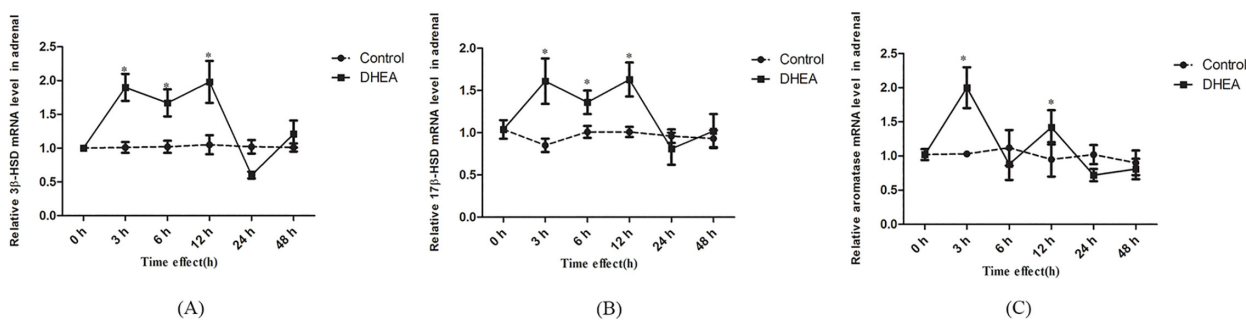 Relative 3β-HSD mRNA level in adrenal
2.5
2.0
1.5
1.0
0.5
0.0
*
*
*
0 h
3 h
6 h
12 h
24 h
48 h
Time effect(h)
Control
DHEA
(A)
Relative 17β-HSD mRNA level in adrenal
2.0
1.5
1.0
0.5
0.0
*
*
*
0 h
3 h
6 h
12 h
24 h
48 h
Time effect(h)
Control
DHEA
(B)
Relative aromatase mRNA level in adrenal
2.5
2.0
1.5
1.0
0.5
0.0
*
*
0 h
3 h
6 h
12 h
24 h
48 h
Time effect(h)
Control
DHEA
(C)